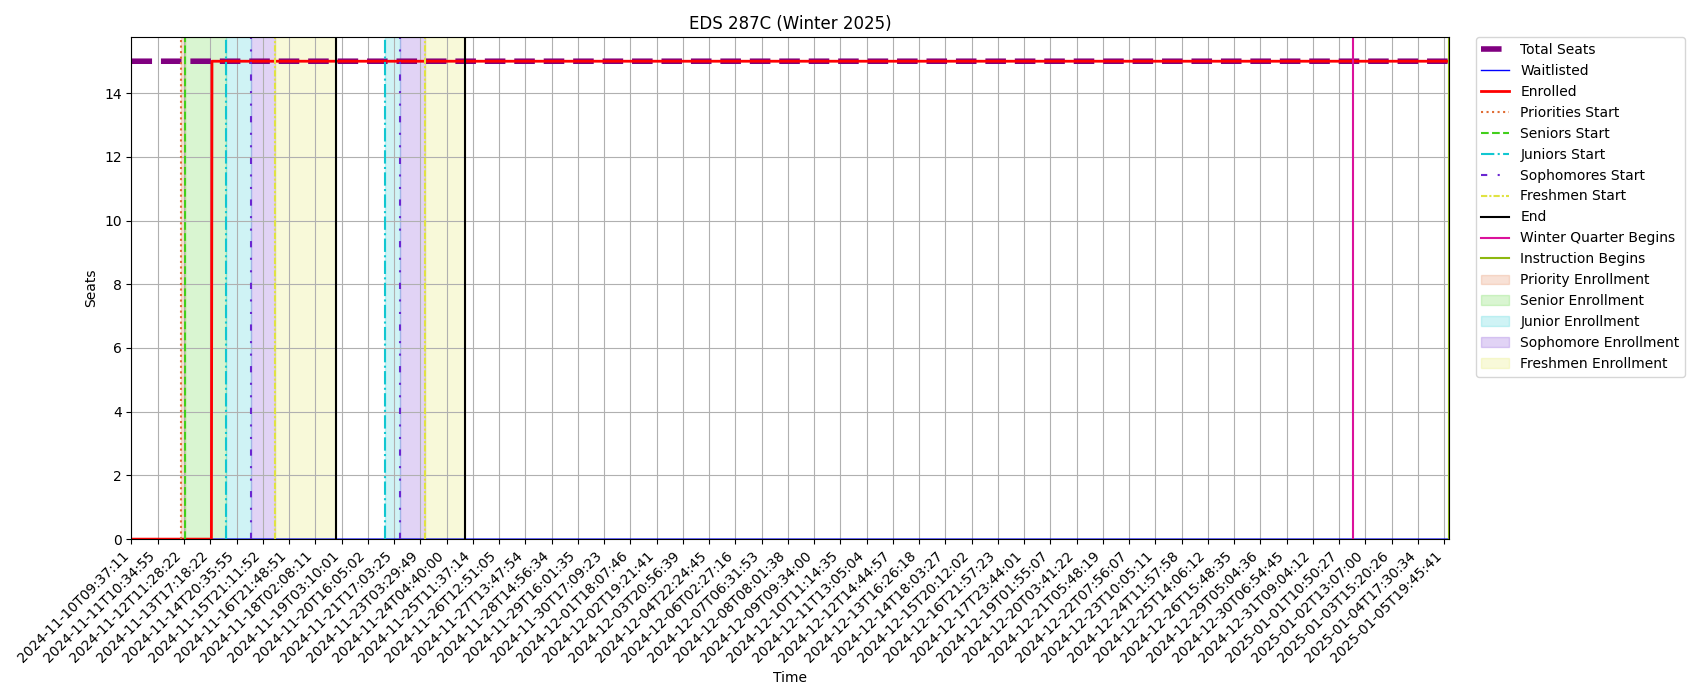 EDS 287C (Winter 2025)
Seats
14
12
10
8
6
4
2
0
2024-11-10T09:37:11
2024-11-11T10:34:55
2024-11-12T11:28:22
2024-11-13T17:18:22
2024-11-14T20:35:55
2024-11-15T21:11:52
2024-11-16T21:48:51
2024-11-18T02:08:11
2024-11-19T03:10:01
2024-11-20T16:05:02
2024-11-21T17:03:25
2024-11-23T03:29:49
2024-11-24T04:40:00
2024-11-25T11:37:14
2024-11-26T12:51:05
2024-11-27T13:47:54
2024-11-28T14:56:34
2024-11-29T16:01:35
2024-11-30T17:09:23
2024-12-01T18:07:46
2024-12-02T19:21:41
2024-12-03T20:56:39
2024-12-04T22:24:45
2024-12-06T02:27:16
2024-12-07T06:31:53
2024-12-08T08:01:38
2024-12-09T09:34:00
2024-12-10T11:14:35
2024-12-11T13:05:04
2024-12-12T14:44:57
2024-12-13T16:26:18
2024-12-14T18:03:27
2024-12-15T20:12:02
2024-12-16T21:57:23
2024-12-17T23:44:01
2024-12-19T01:55:07
2024-12-20T03:41:22
2024-12-21T05:48:19
2024-12-22T07:56:07
2024-12-23T10:05:11
2024-12-24T11:57:58
2024-12-25T14:06:12
2024-12-26T15:48:35
2024-12-29T05:04:36
2024-12-30T06:54:45
2024-12-31T09:04:12
2025-01-01T10:50:27
2025-01-02T13:07:00
2025-01-03T15:20:26
2025-01-04T17:30:34
2025-01-05T19:45:41
Time
Total Seats
Waitlisted
Enrolled
Priorities Start
Seniors Start
Juniors Start
Sophomores Start
Freshmen Start
End
Winter Quarter Begins
Instruction Begins
Priority Enrollment
Senior Enrollment
Junior Enrollment
Sophomore Enrollment
Freshmen Enrollment